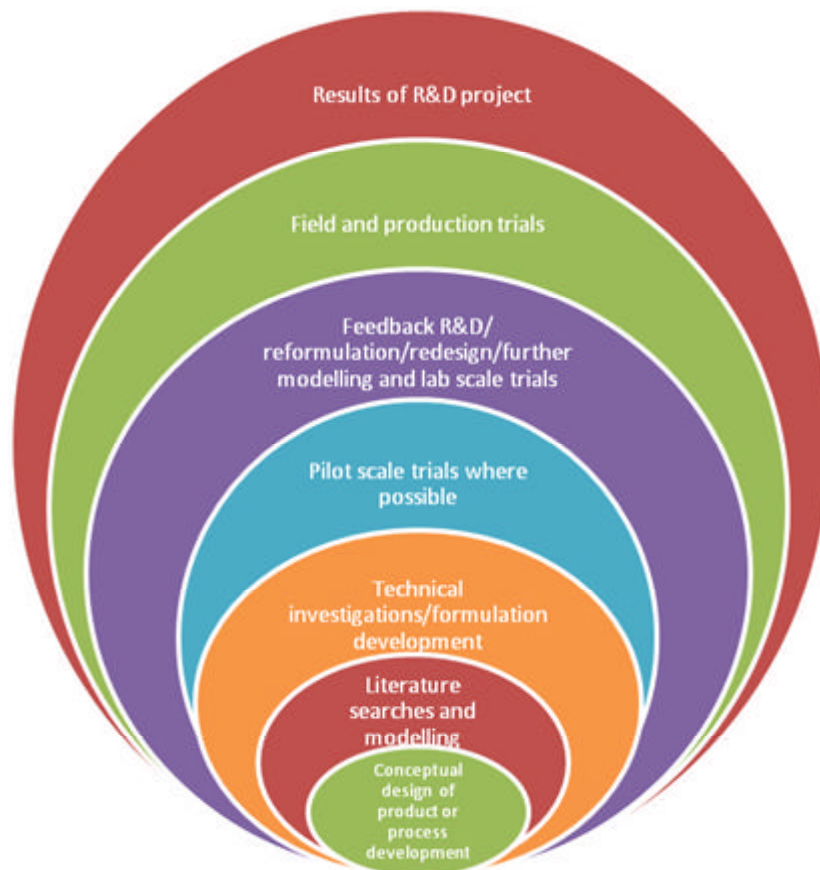 Results of R&D project
Field and production trials
Feedback R&D/
reformulation/redesign/further
modelling and lab scale trials
Pilot scale trials where
possible
Technical
investigations/formulation
development
Literature
searches and
modelling
Conceptual
design of
product or
process
development